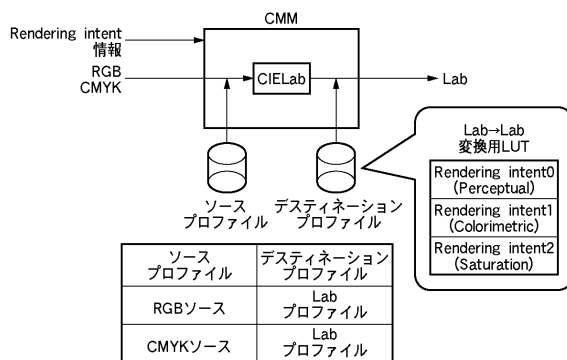 CMM
Rendering intent
情報
RGB
CMYK
CIELab
Lab
ソース
プロファイル
デスティネーション
プロファイル
Lab→Lab
変換用LUT
Rendering intent0
(Perceptual)
Rendering intent1
(Colorimetric)
Rendering intent2
(Saturation)
ソース
プロファイル
デスティネーション
プロファイル
RGBソース
Lab
プロファイル
CMYKソース
Lab
プロファイル